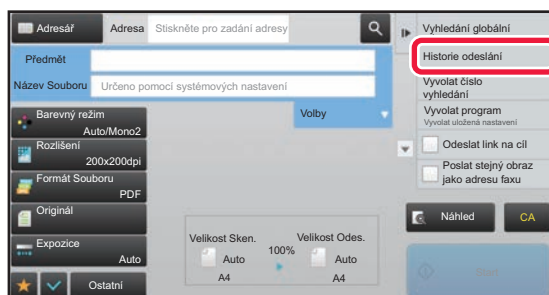 Adresář
Adresa
Stiskněte pro zadání adresy
Předmět
Název Souboru
Určeno pomocí systémových nastavení
Volby
Barevný režim
Auto/Mono2
Rozlišení
200x200dpi
Formát Souboru
PDF
Originál
Expozice
Auto
Ostatní
Velikost Sken.
100%
Velikost Odes.
Auto
Auto
A4
A4
Vyhledání globální
Historie odeslání
Vyvolat číslo
vyhledání
Vyvolat program
Vyvolat uložená nastavení
Odeslat link na cíl
Poslat stejný obraz
jako adresu faxu
Náhled
CA
Start